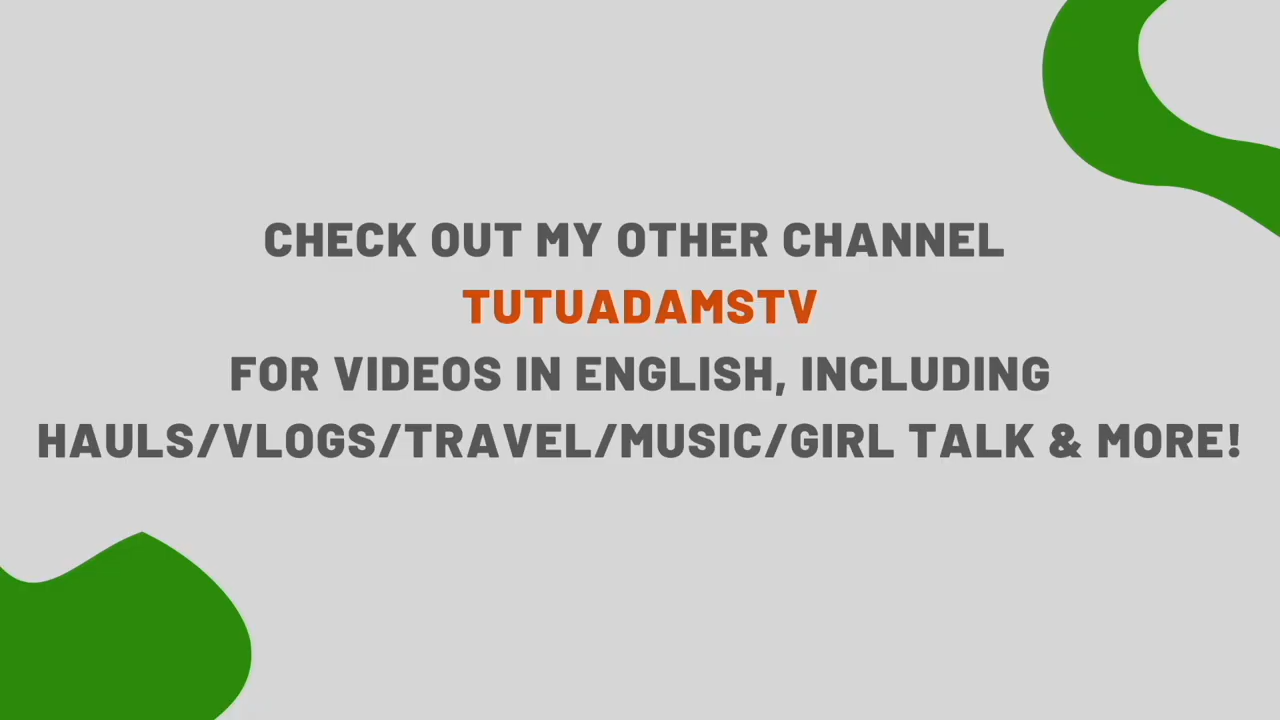 CHECK OUT MY OTHER CHANNEL
TUTUADAMSTV
FOR VIDEOS IN ENGLISH, INCLUDING
HAULS/VLOGS/TRAVEL/MUSIC/GIRL TALK & MORE!